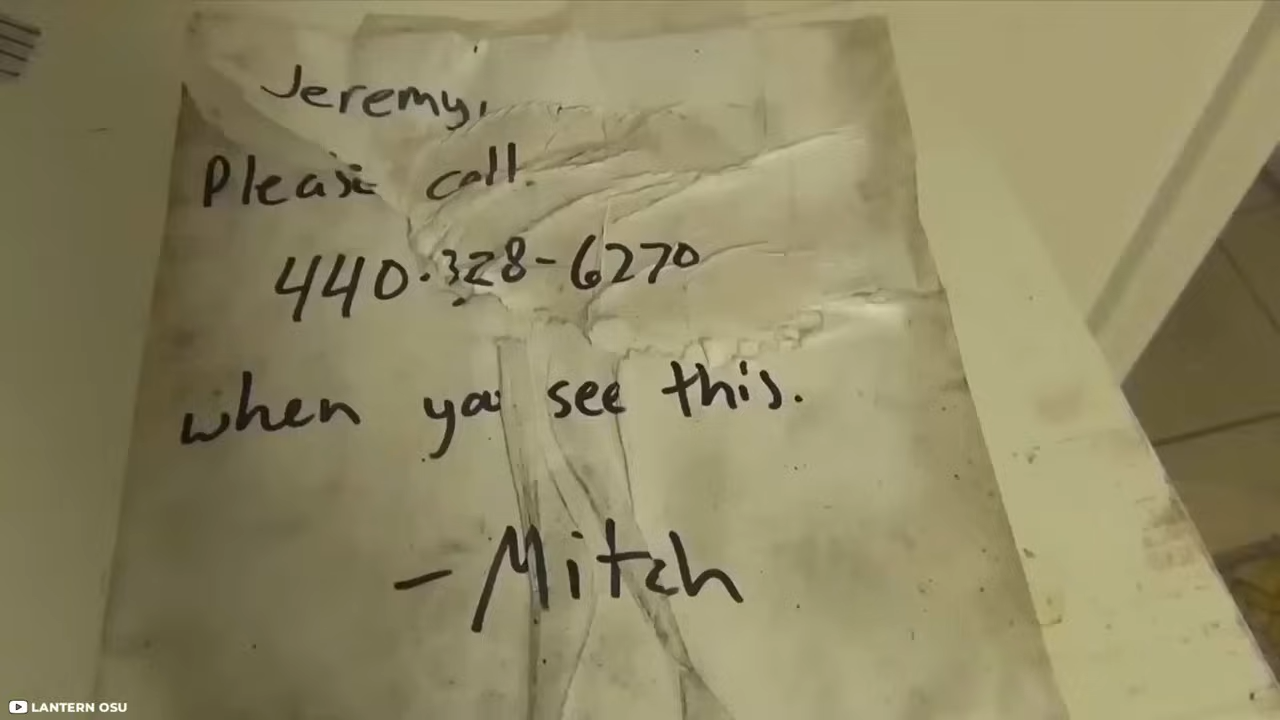 Jeremy,
Please call.
440.328-6270
when you see this.
- Mitch
LANTERN OSU